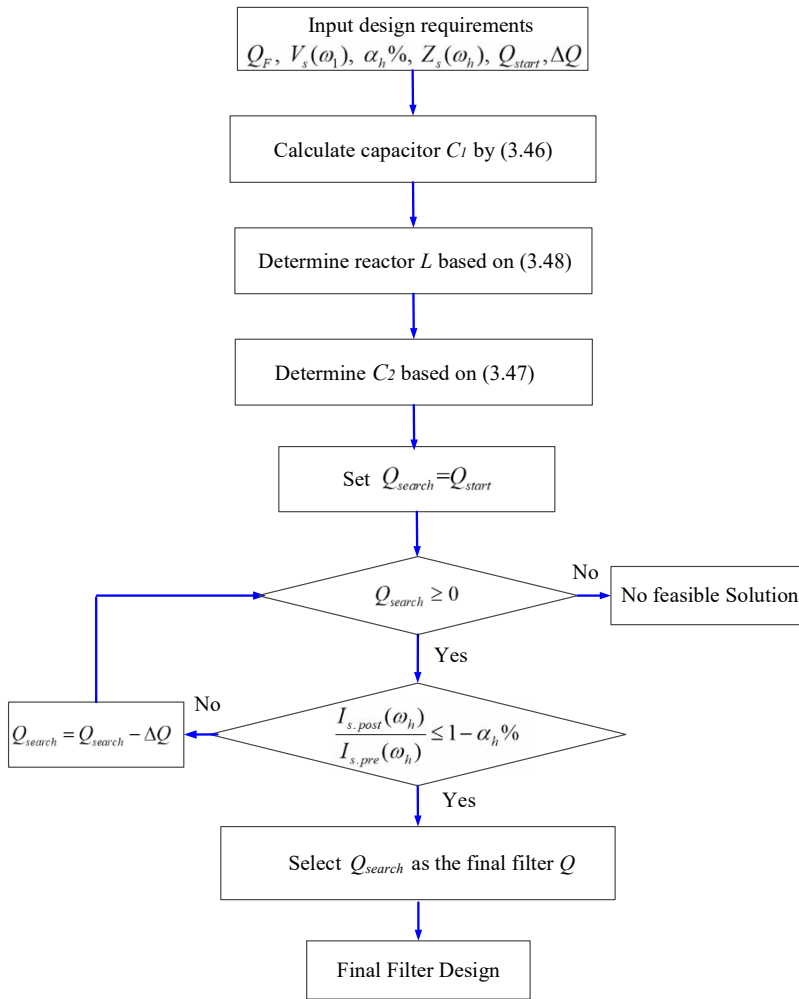 Input design requirements
Q_F, V_s(ω₁), α_h%, Z_s(ω_h), Q_start, ΔQ
Calculate capacitor C₁ by (3.46)
Determine reactor L based on (3.48)
Determine C₂ based on (3.47)
Set Q_search=Q_start
Q_search ≥ 0
No
No feasible Solution
Yes
No
Q_search = Q_search − ΔQ
I_s.post(ω_h)
I_s.pre(ω_h)
≤ 1 − α_h%
Yes
Select Q_search as the final filter Q
Final Filter Design